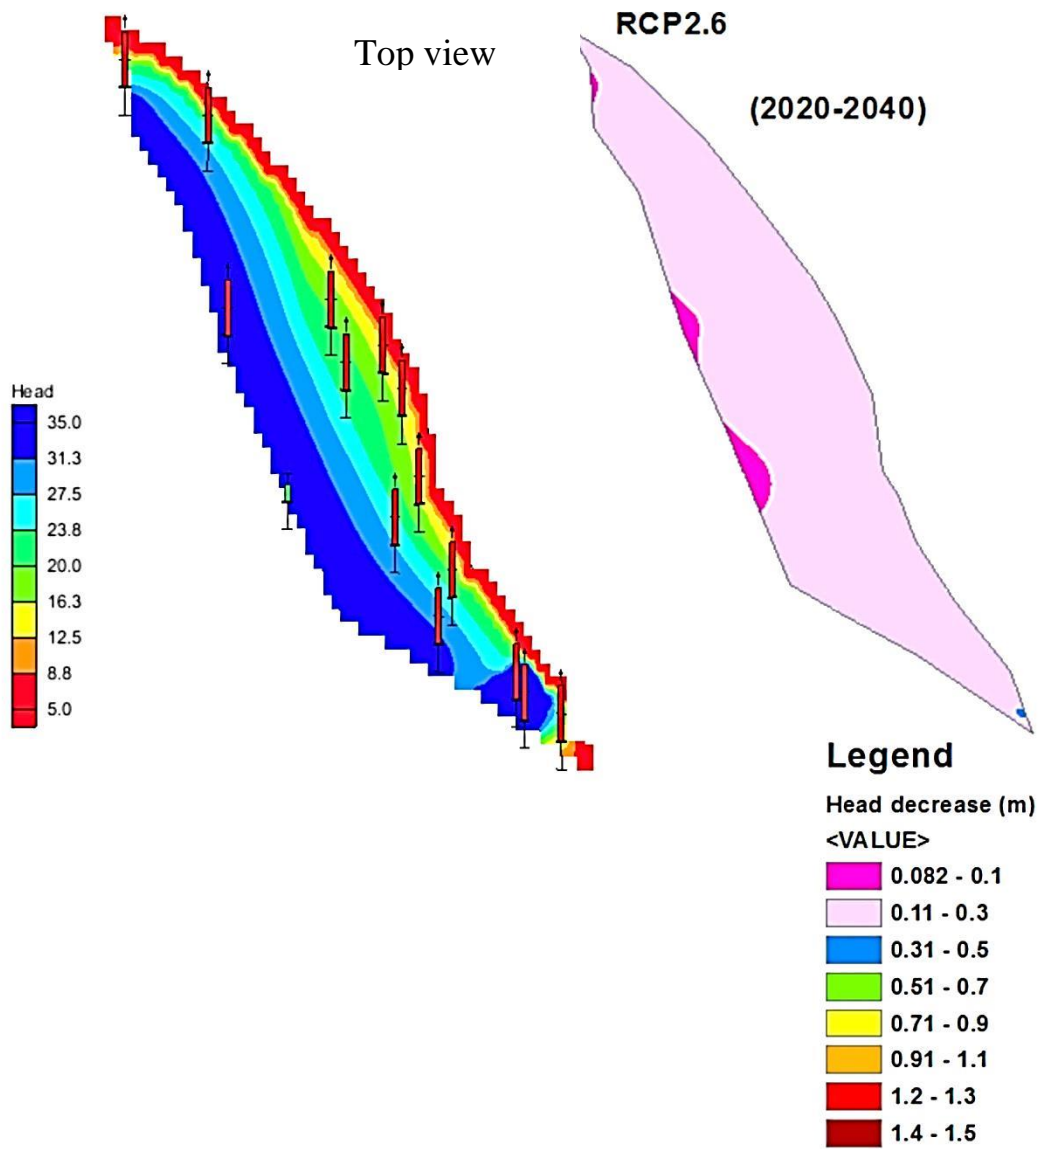 RCP2.6
Top view
(2020-2040)
Head
35.0
31.3
27.5
23.8
20.0
16.3
12.5
8.8
5.0
Legend
Head decrease (m)
<VALUE>
0.082 - 0.1
0.11 - 0.3
0.31 - 0.5
0.51 - 0.7
0.71 - 0.9
0.91 - 1.1
1.2 - 1.3
1.4 - 1.5